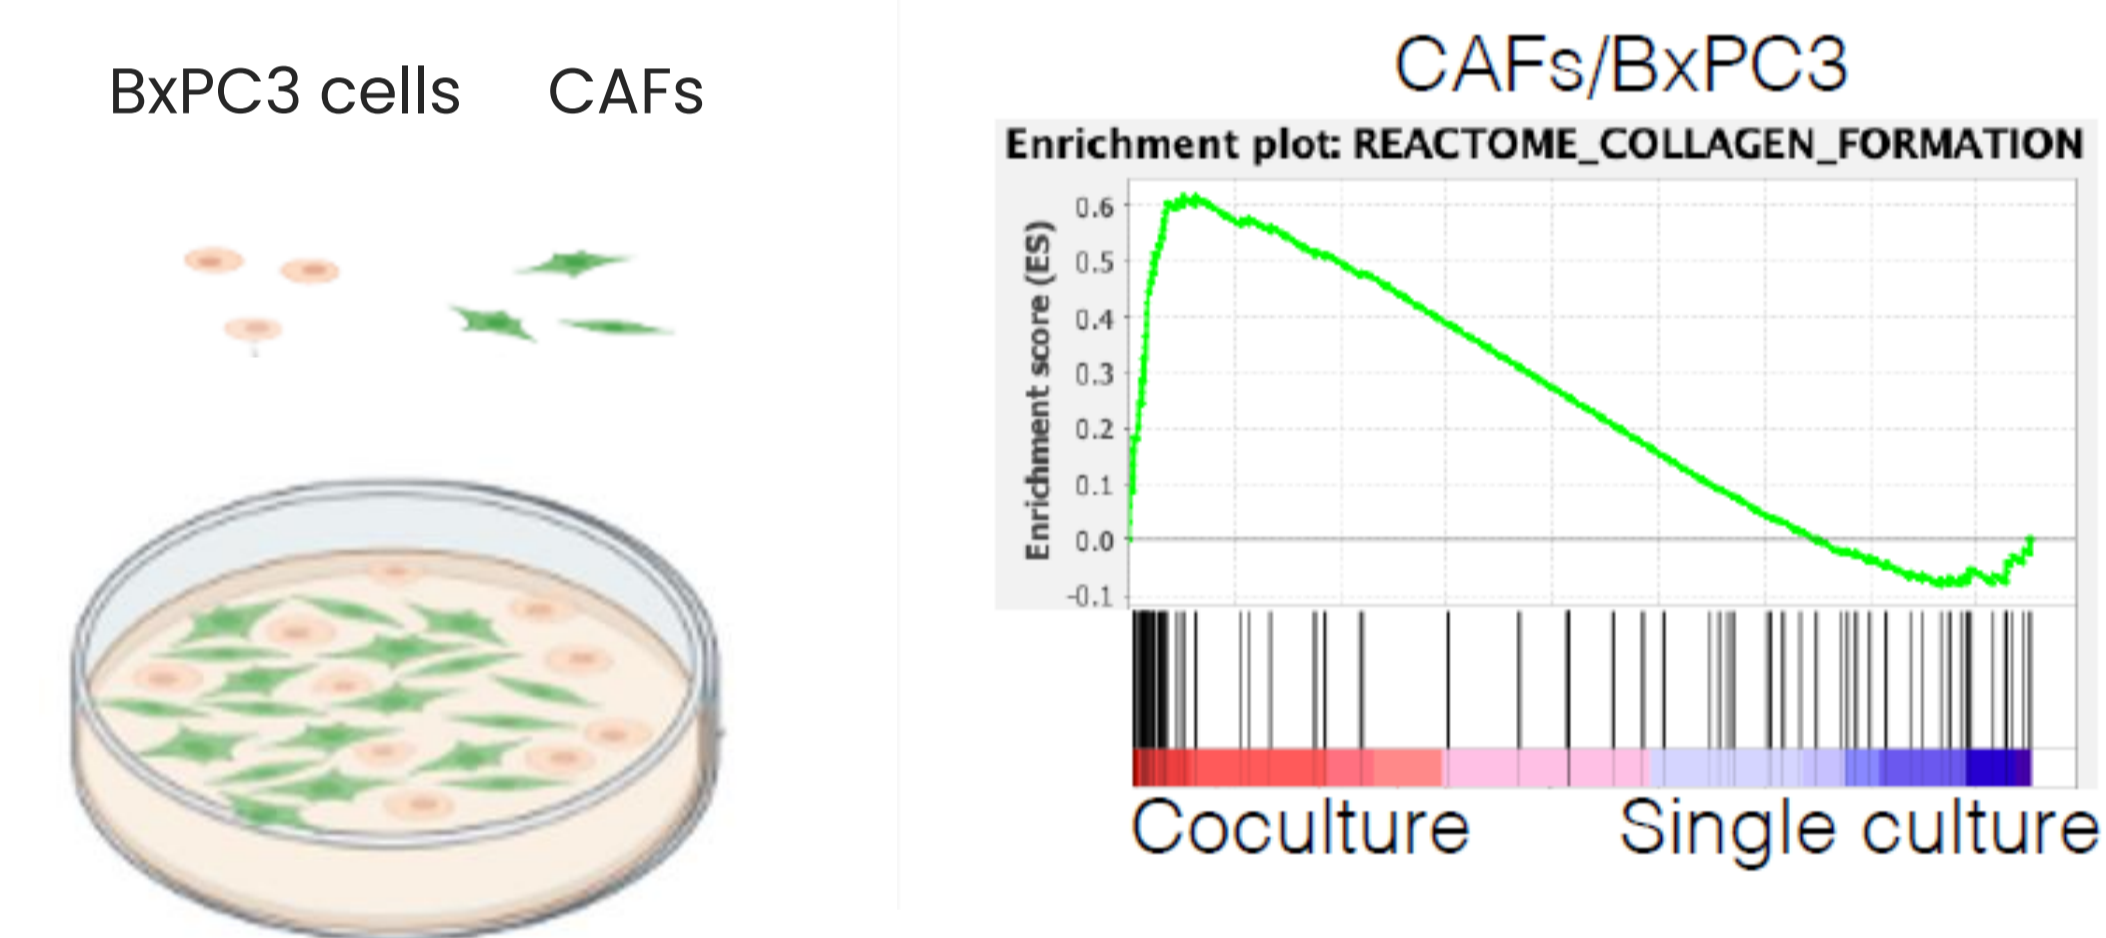 BxPC3 cells CAFs
CAFs/BxPC3
Enrichment plot: REACTOME_COLLAGEN_FORMATION
Enrichment score (ES)
0.6
0.5
0.4
0.3
0.2
0.1
0.0
-0.1
Coculture Single culture